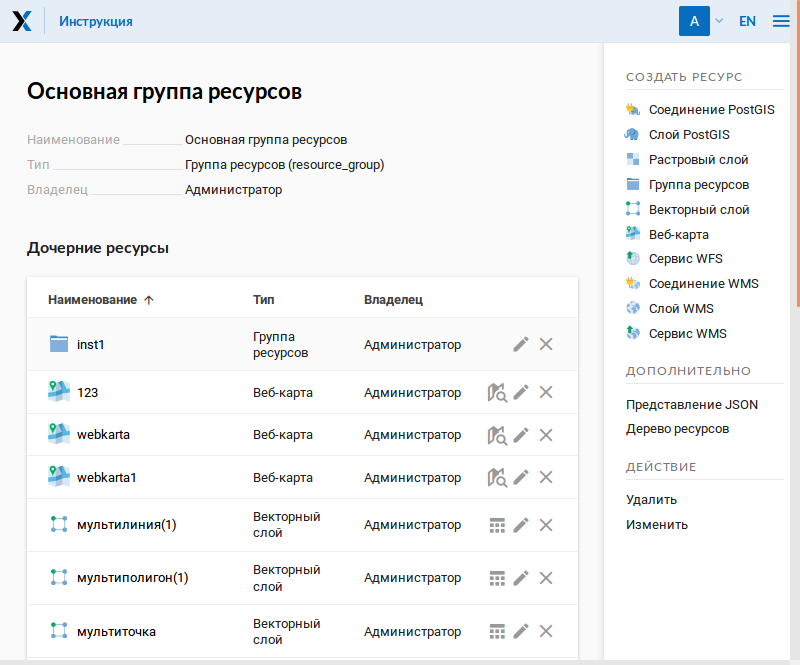 Инструкция
A
EN
Основная группа ресурсов
Наименование Основная группа ресурсов
Тип Группа ресурсов (resource_group)
Владелец Администратор
Дочерние ресурсы
Наименование Тип Владелец
inst1 Группа ресурсов Администратор
123 Веб-карта Администратор
webkarta Веб-карта Администратор
webkarta1 Веб-карта Администратор
мультилиния(1) Векторный слой Администратор
мультиполигон(1) Векторный слой Администратор
мультиточка Векторный слой Администратор
СОЗДАТЬ РЕСУРС
Соединение PostGIS
Слой PostGIS
Растровый слой
Группа ресурсов
Векторный слой
Веб-карта
Сервис WFS
Соединение WMS
Слой WMS
Сервис WMS
ДОПОЛНИТЕЛЬНО
Представление JSON
Дерево ресурсов
ДЕЙСТВИЕ
Удалить
Изменить